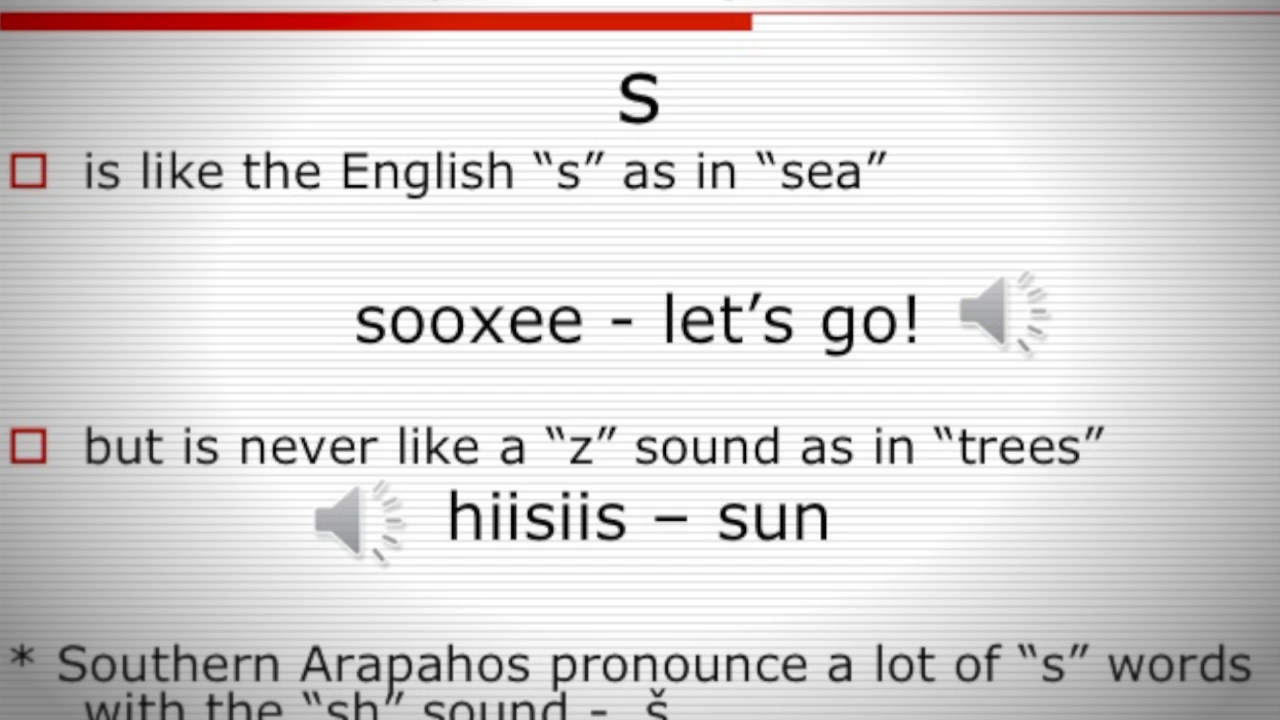 s
is like the English “s” as in “sea”
sooxee - let’s go!
but is never like a “z” sound as in “trees”
hiisiis – sun
* Southern Arapahos pronounce a lot of “s” words
with the “sh” sound - š